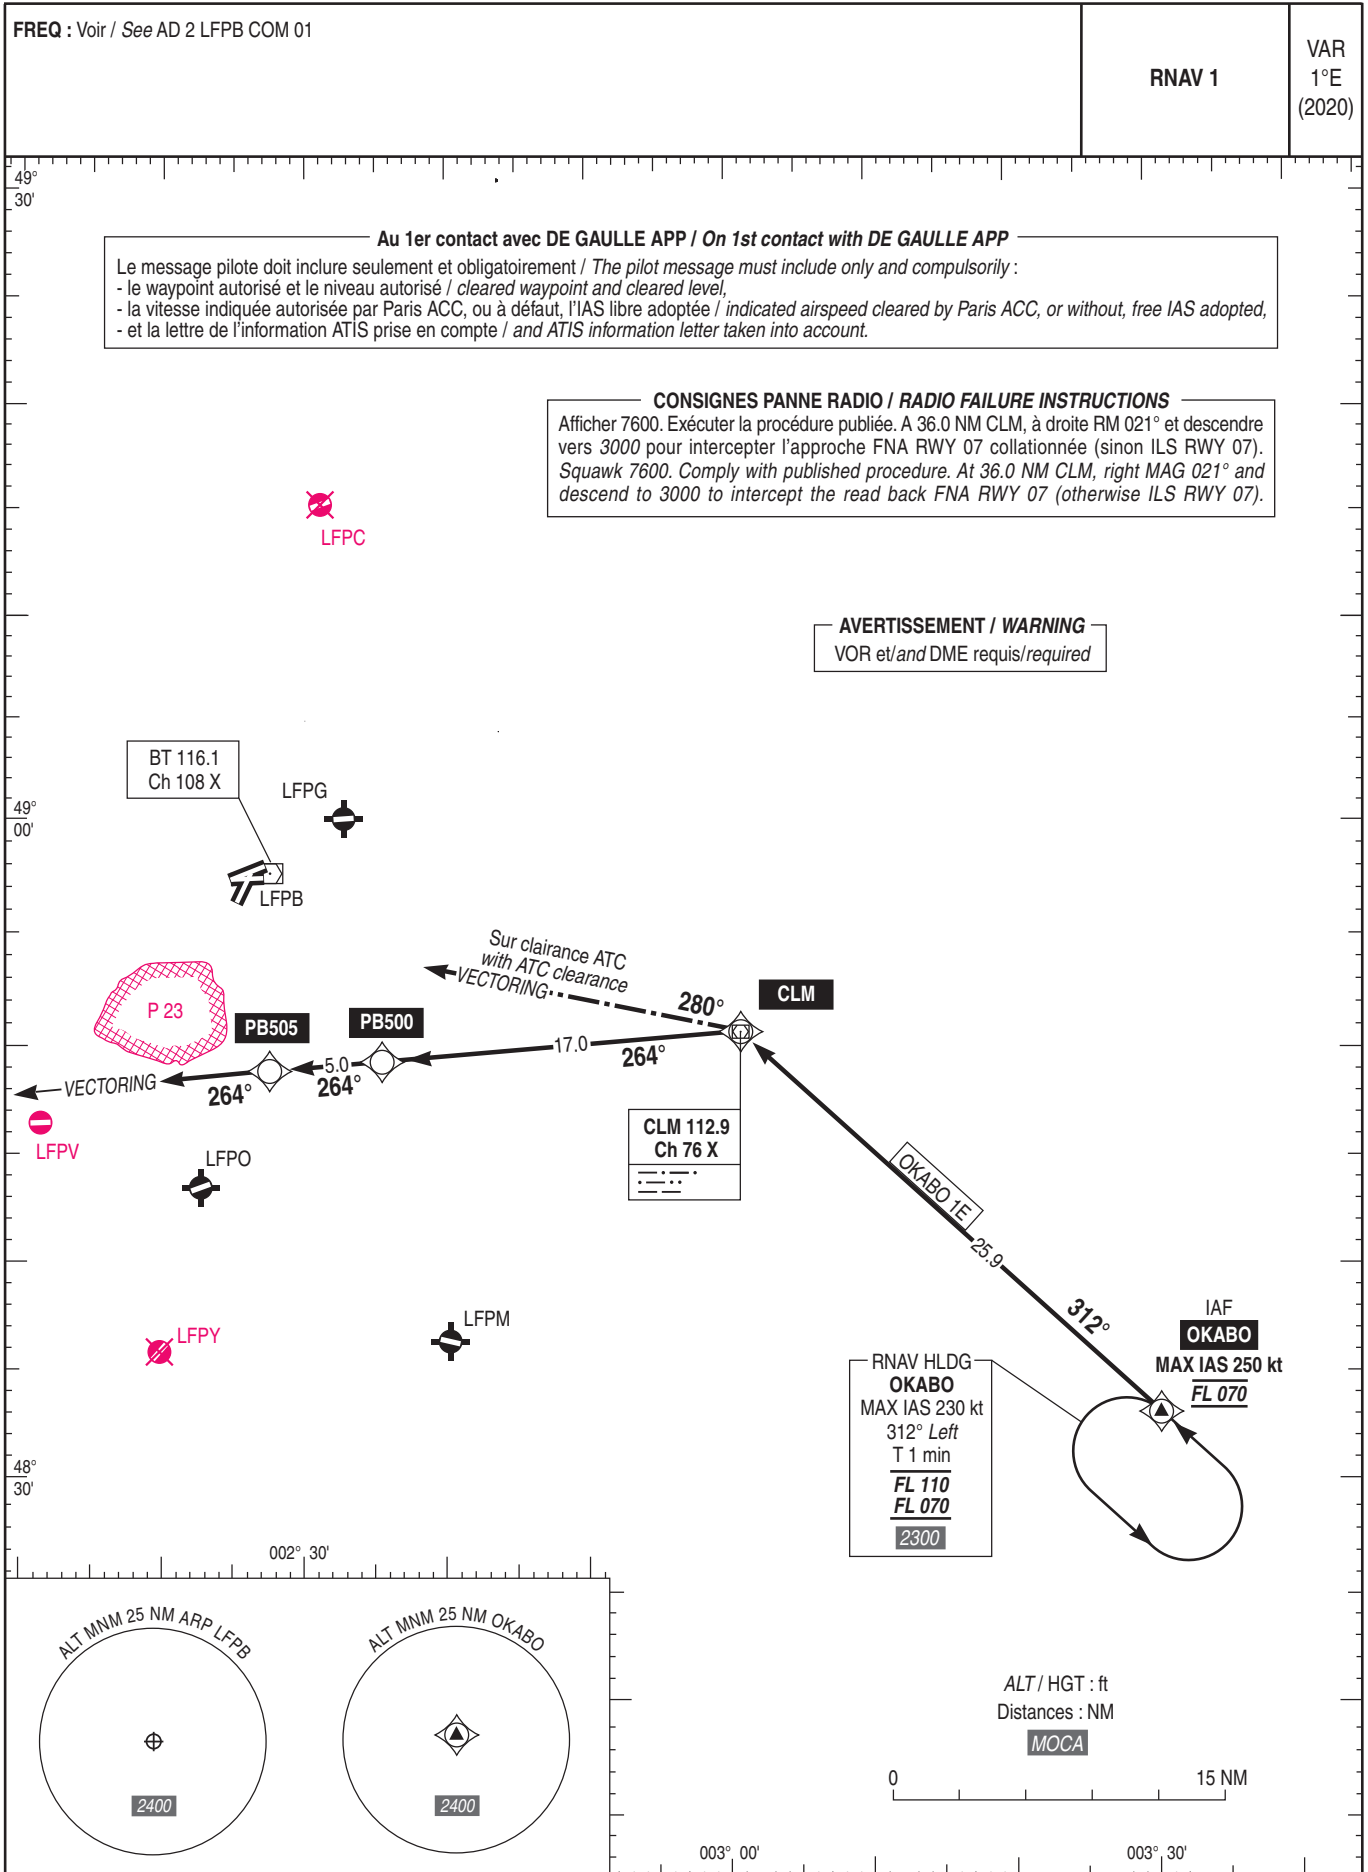 FREQ : Voir / See AD 2 LFPB COM 01
RNAV 1
VAR
1°E
(2020)
49°
30'
Au 1er contact avec DE GAULLE APP / On 1st contact with DE GAULLE APP
Le message pilote doit inclure seulement et obligatoirement / The pilot message must include only and compulsorily :
- le waypoint autorisé et le niveau autorisé / cleared waypoint and cleared level,
- la vitesse indiquée autorisée par Paris ACC, ou à défaut, l'IAS libre adoptée / indicated airspeed cleared by Paris ACC, or without, free IAS adopted,
- et la lettre de l'information ATIS prise en compte / and ATIS information letter taken into account.
CONSIGNES PANNE RADIO / RADIO FAILURE INSTRUCTIONS
Afficher 7600. Exécuter la procédure publiée. A 36.0 NM CLM, à droite RM 021° et descendre
vers 3000 pour intercepter l'approche FNA RWY 07 collationnée (sinon ILS RWY 07).
Squawk 7600. Comply with published procedure. At 36.0 NM CLM, right MAG 021° and
descend to 3000 to intercept the read back FNA RWY 07 (otherwise ILS RWY 07).
LFPC
AVERTISSEMENT / WARNING
VOR et/and DME requis/required
BT 116.1
Ch 108 X
LFPG
49°
00'
LFPB
Sur clairance ATC
with ATC clearance
VECTORING
280°
CLM
P 23
PB505
PB500
17.0
264°
5.0
264°
VECTORING
264°
CLM 112.9
Ch 76 X
LFPV
LFPO
OKABO 1E
25.9
312°
LFPM
LFPY
IAF
OKABO
MAX IAS 250 kt
FL 070
RNAV HLDG
OKABO
MAX IAS 230 kt
312° Left
T 1 min
FL 110
FL 070
2300
48°
30'
002° 30'
ALT MNM 25 NM ARP LFPB
2400
ALT MNM 25 NM OKABO
2400
ALT / HGT : ft
Distances : NM
MOCA
0
15 NM
003° 00'
003° 30'